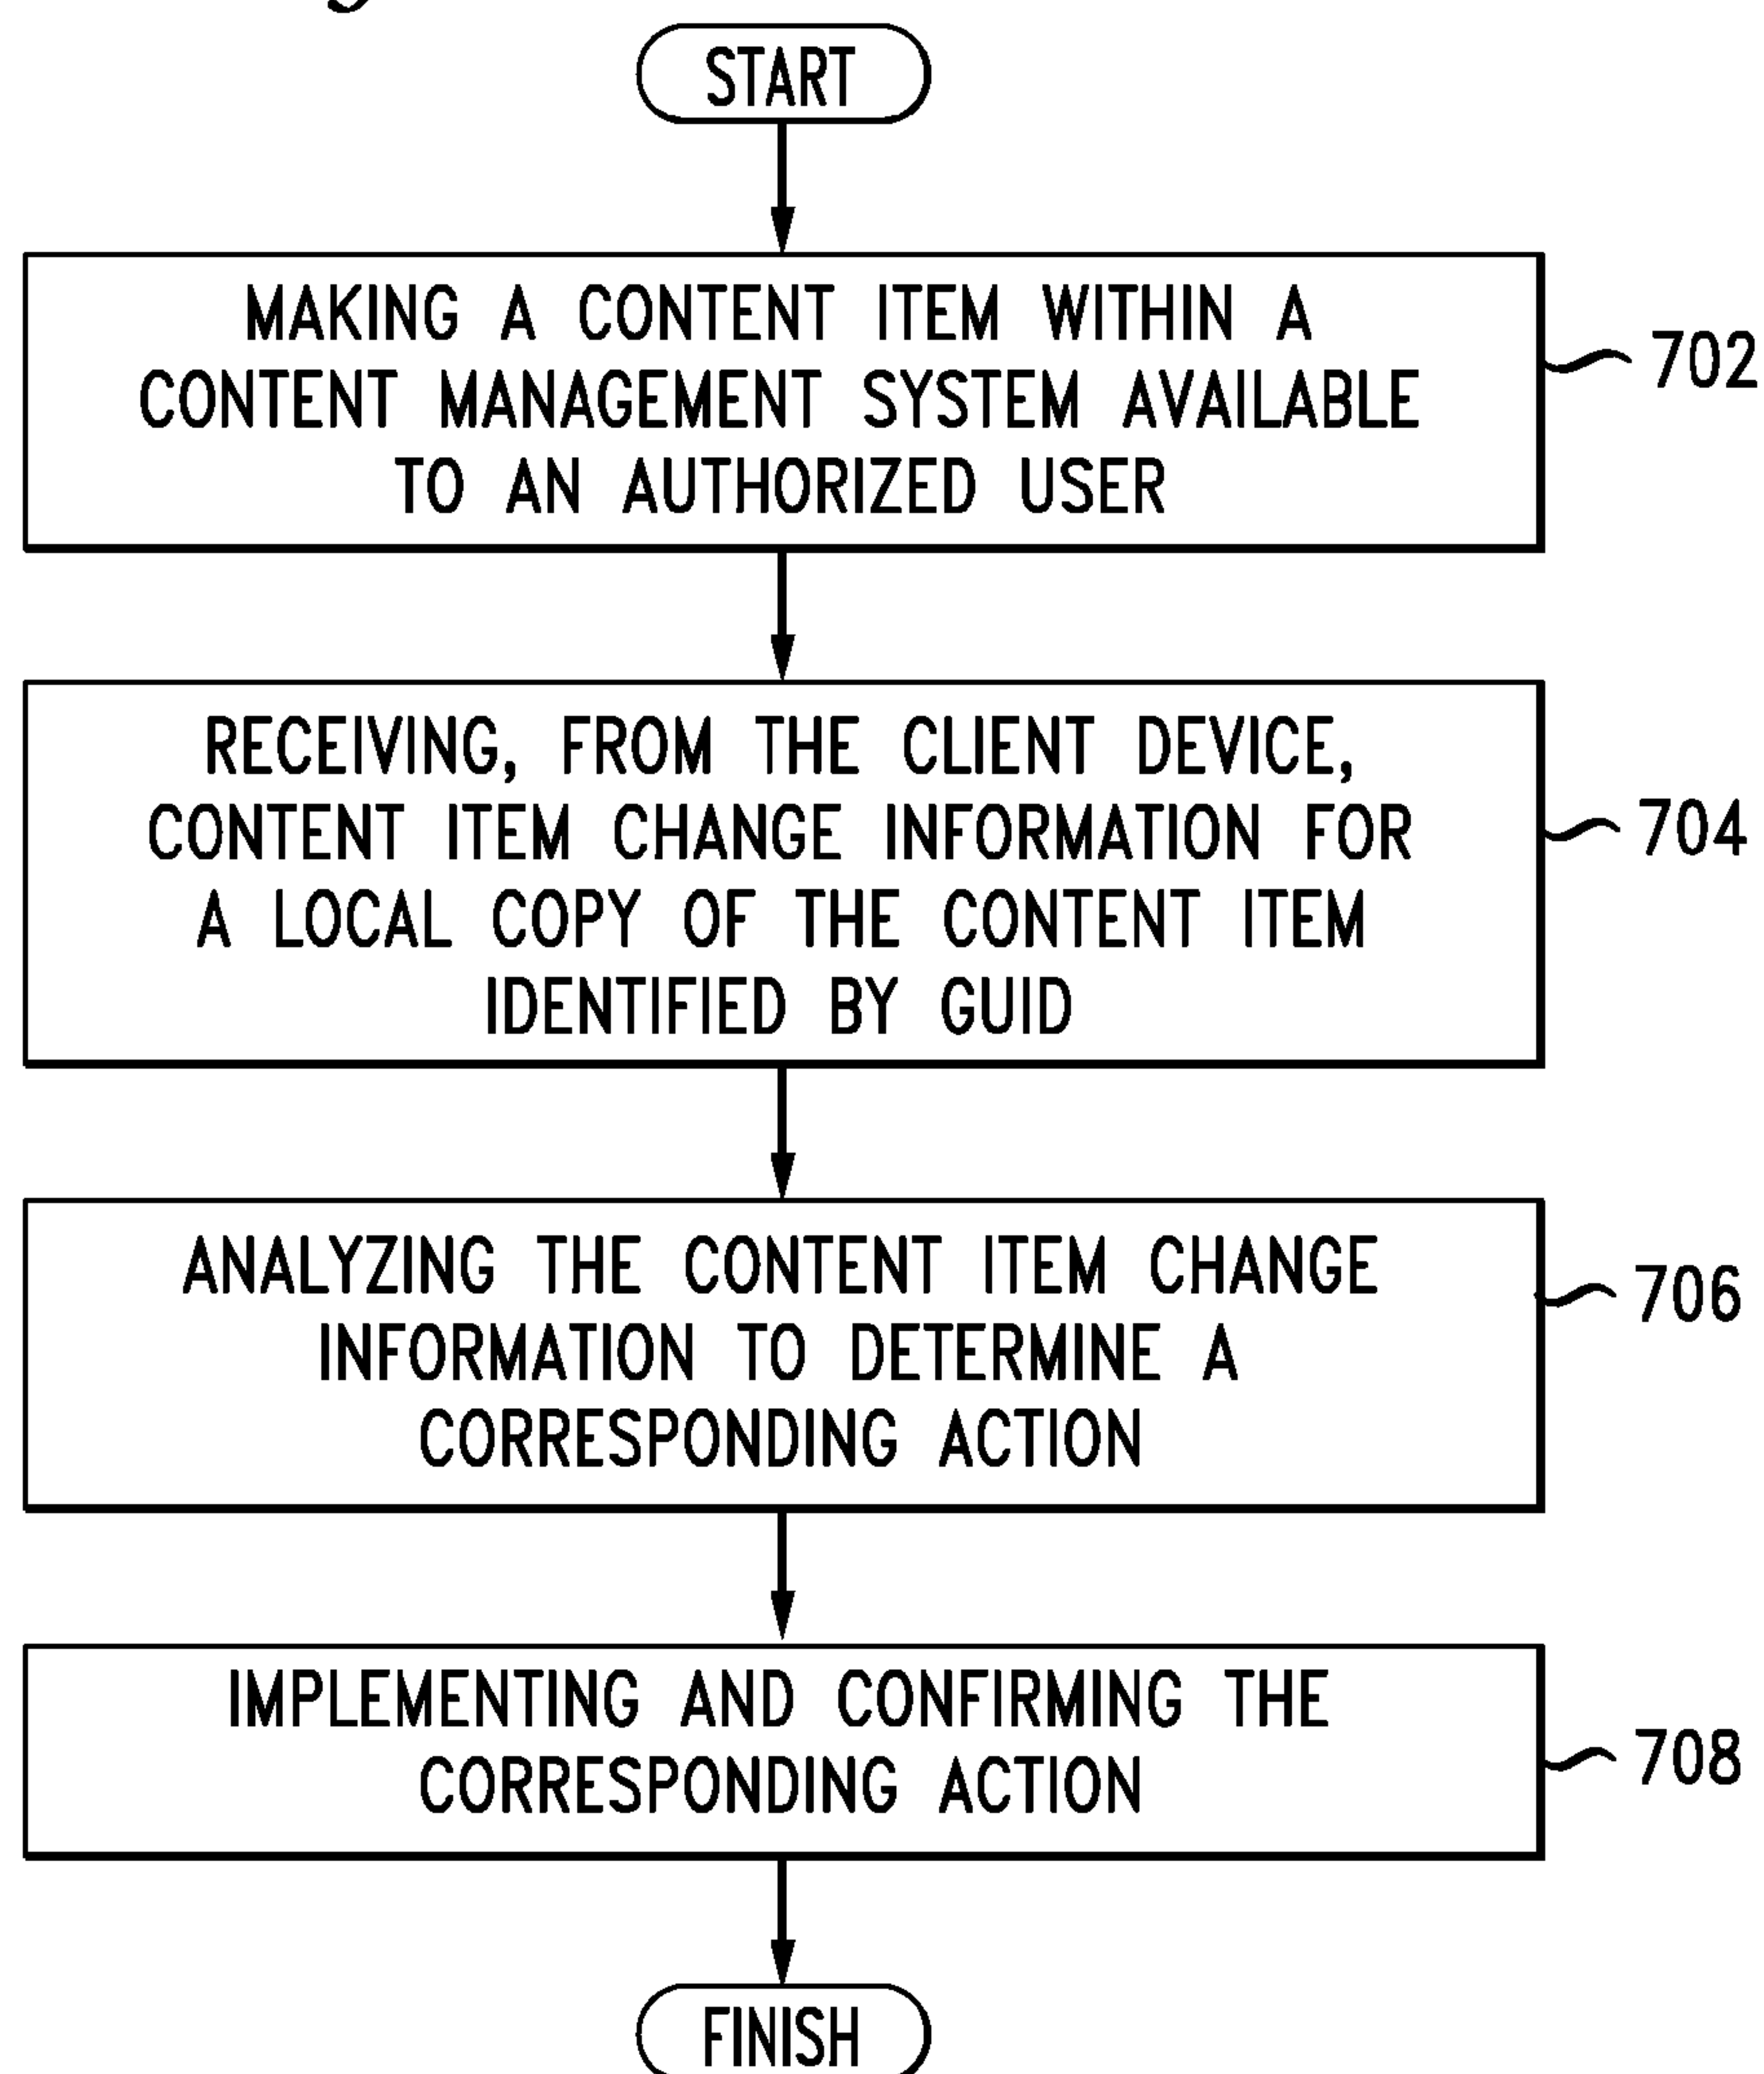 START
MAKING A CONTENT ITEM WITHIN A
CONTENT MANAGEMENT SYSTEM AVAILABLE
TO AN AUTHORIZED USER
702
RECEIVING, FROM THE CLIENT DEVICE,
CONTENT ITEM CHANGE INFORMATION FOR
A LOCAL COPY OF THE CONTENT ITEM
IDENTIFIED BY GUID
704
ANALYZING THE CONTENT ITEM CHANGE
INFORMATION TO DETERMINE A
CORRESPONDING ACTION
706
IMPLEMENTING AND CONFIRMING THE
CORRESPONDING ACTION
708
FINISH